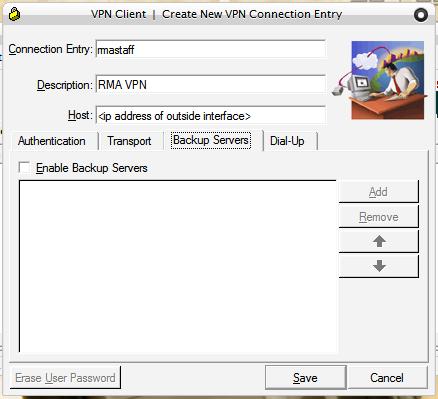 VPN Client | Create New VPN Connection Entry
Connection Entry: rmastaff
Description: RMA VPN
Host: <ip address of outside interface>
Authentication Transport Backup Servers Dial-Up
Enable Backup Servers
Add
Remove
Erase User Password Save Cancel